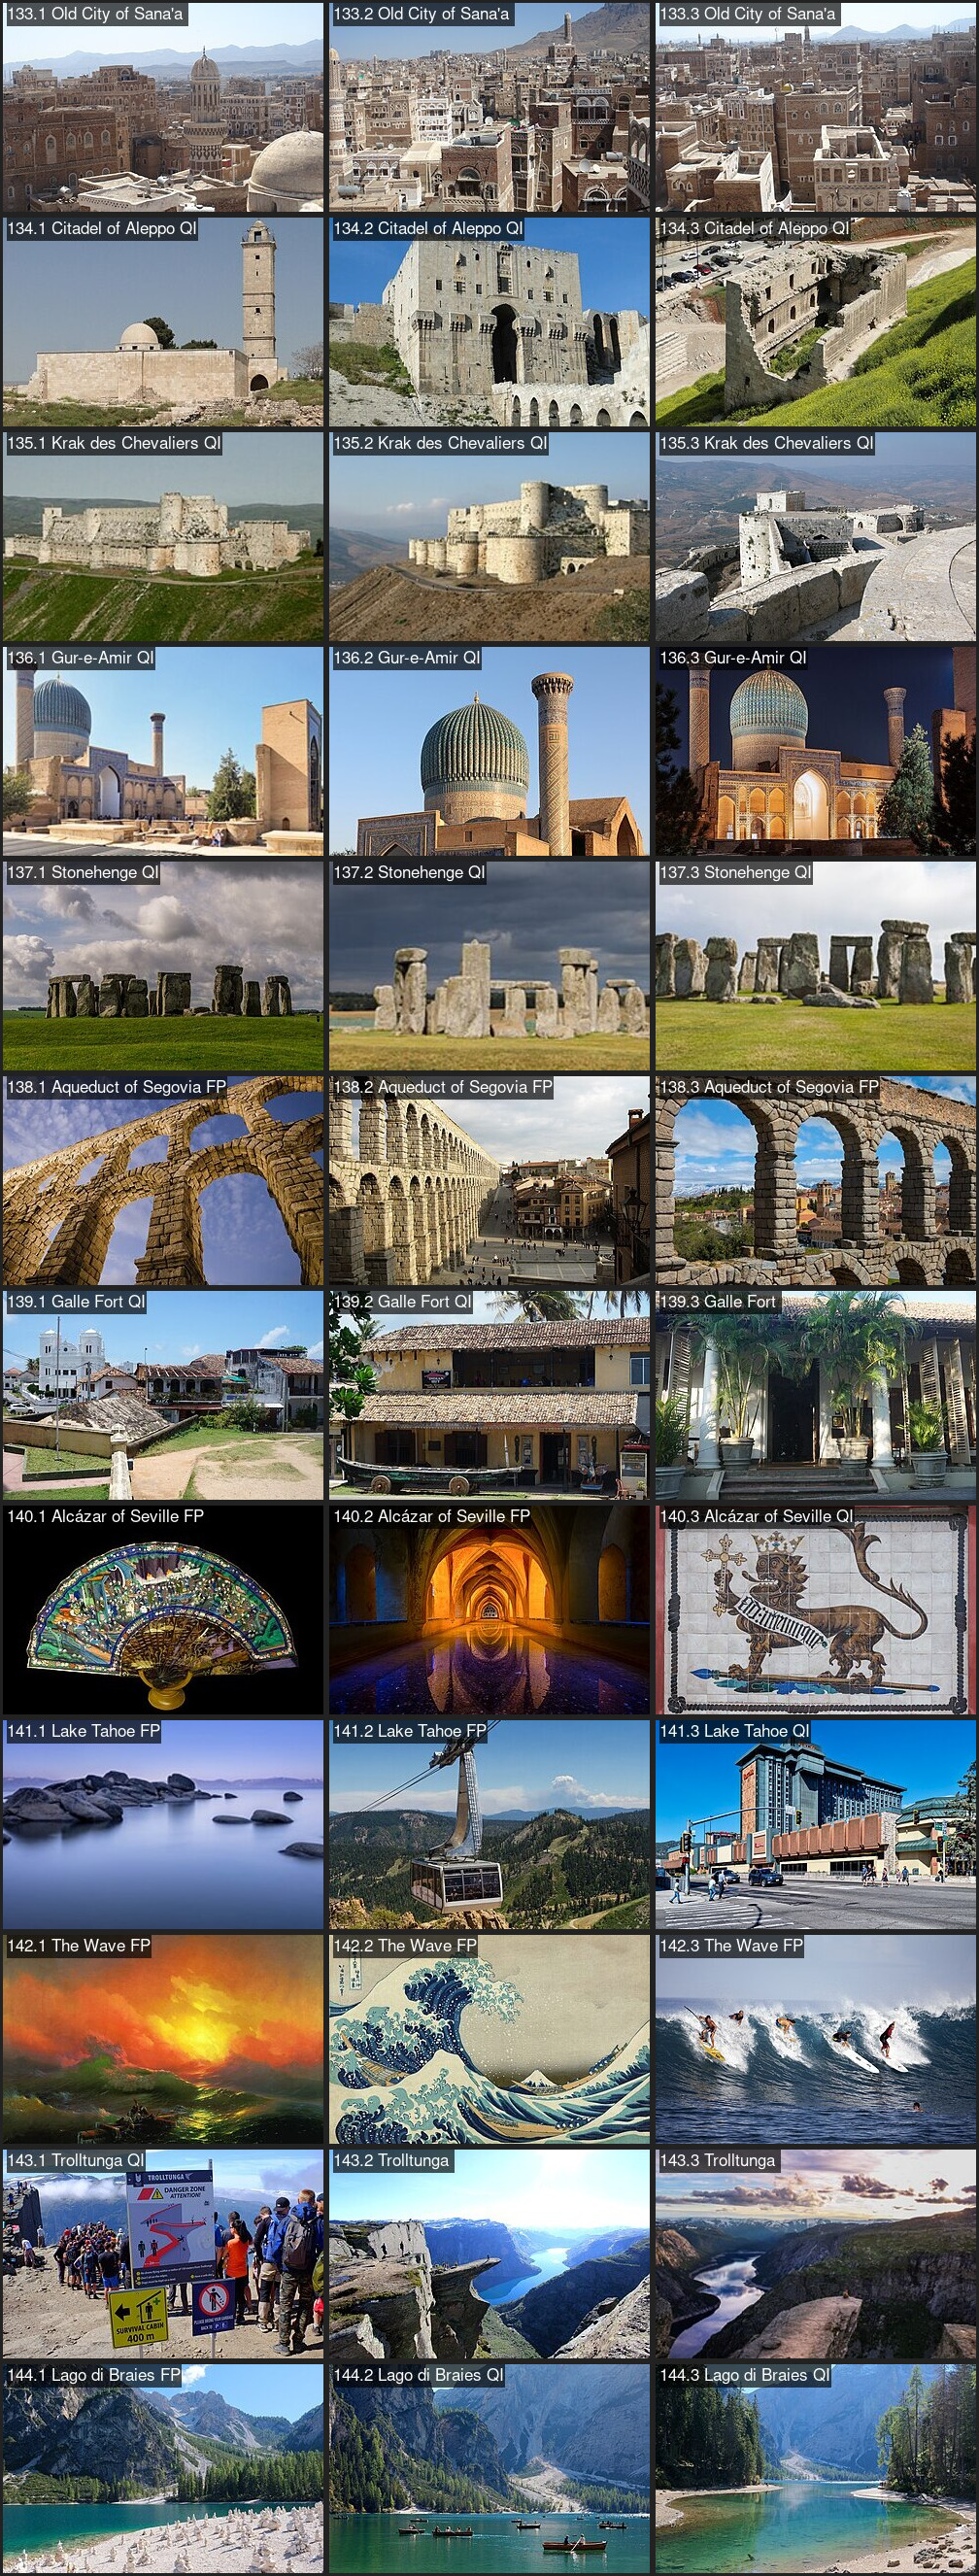 133.1 Old City of Sana'a
133.2 Old City of Sana'a
133.3 Old City of Sana'a
134.1 Citadel of Aleppo QI
134.2 Citadel of Aleppo QI
134.3 Citadel of Aleppo QI
135.1 Krak des Chevaliers QI
135.2 Krak des Chevaliers QI
135.3 Krak des Chevaliers QI
136.1 Gur-e-Amir QI
136.2 Gur-e-Amir QI
136.3 Gur-e-Amir QI
137.1 Stonehenge QI
137.2 Stonehenge QI
137.3 Stonehenge QI
138.1 Aqueduct of Segovia FP
138.2 Aqueduct of Segovia FP
138.3 Aqueduct of Segovia FP
139.1 Galle Fort QI
139.2 Galle Fort QI
139.3 Galle Fort
140.1 Alcázar of Seville FP
140.2 Alcázar of Seville FP
140.3 Alcázar of Seville QI
141.1 Lake Tahoe FP
141.2 Lake Tahoe FP
141.3 Lake Tahoe QI
142.1 The Wave FP
142.2 The Wave FP
142.3 The Wave FP
143.1 Trolltunga QI
TROLLTUNGA
DANGER ZONE
ATTENTION!
SURVIVAL CABIN
400 m
143.2 Trolltunga
143.3 Trolltunga
144.1 Lago di Braies FP
144.2 Lago di Braies QI
144.3 Lago di Braies QI